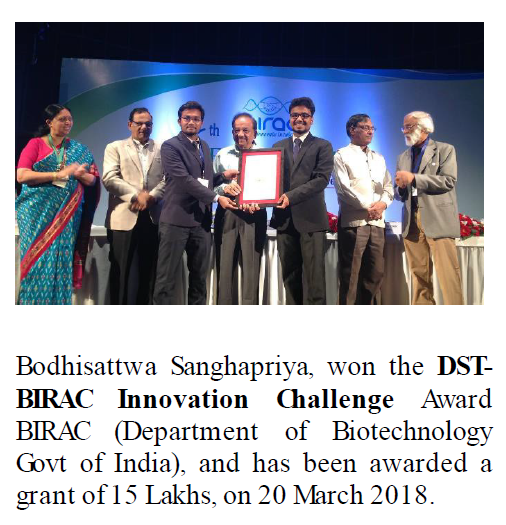 th
birac
Bodhisattwa Sanghapriya, won the DST-
BIRAC Innovation Challenge Award
BIRAC (Department of Biotechnology
Govt of India), and has been awarded a
grant of 15 Lakhs, on 20 March 2018.